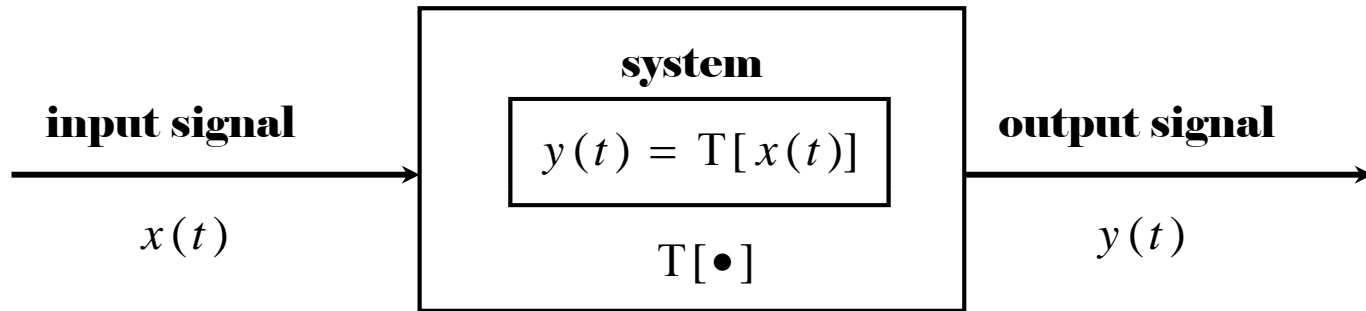 system
input signal
y(t) = T[x(t)]
output signal
x(t)
T[•]
y(t)